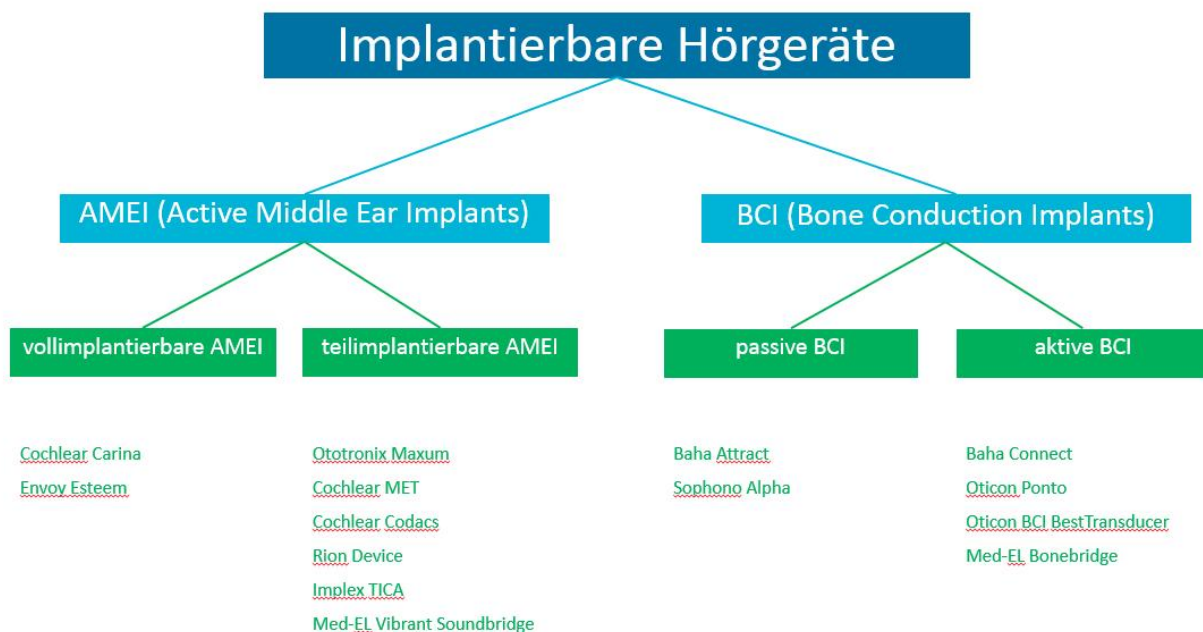 Implantierbare Hörgeräte
AMEI (Active Middle Ear Implants)
BCI (Bone Conduction Implants)
vollimplantierbare AMEI
teilimplantierbare AMEI
passive BCI
aktive BCI
Cochlear Carina
Envoy Esteem
Ototronix Maxum
Cochlear MET
Cochlear Codacs
Rion Device
Implex TICA
Med-EL Vibrant Soundbridge
Baha Attract
Sophono Alpha
Baha Connect
Oticon Ponto
Oticon BCI BestTransducer
Med-EL Bonebridge